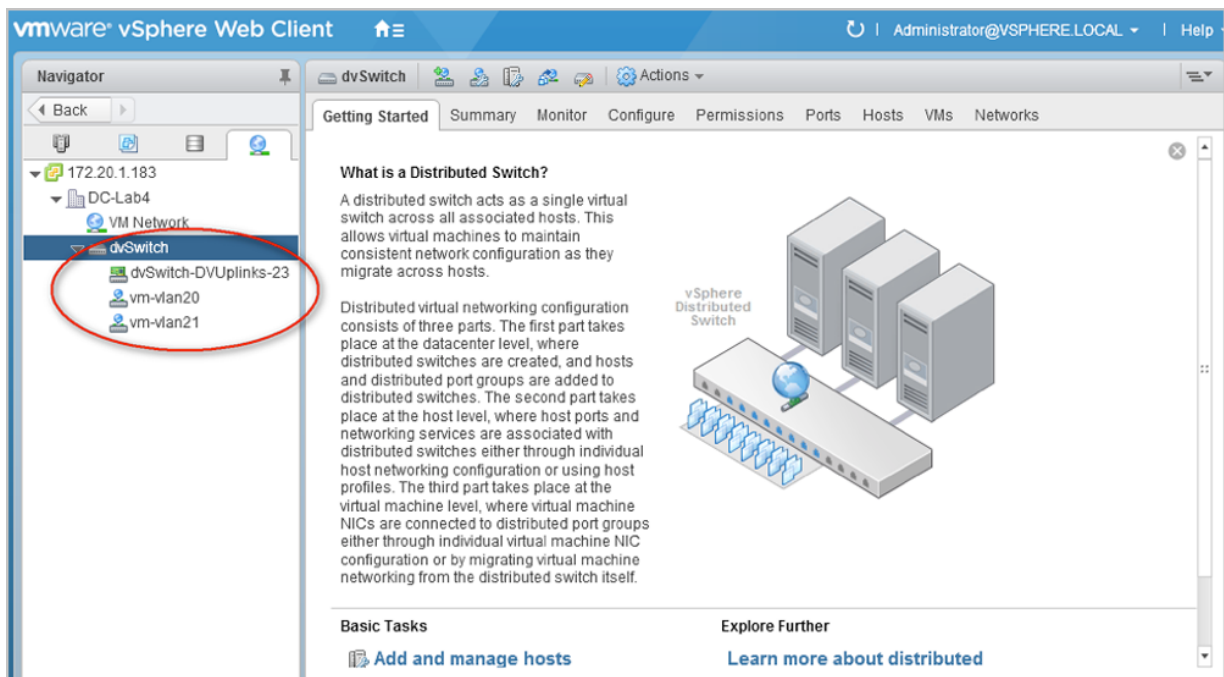 vmware® vSphere Web Client
Administrator@VSPHERE.LOCAL
Help
Navigator
Back
172.20.1.183
DC-Lab4
VM Network
dvSwitch
dvSwitch-DVUplinks-23
vm-vlan20
vm-vlan21
dvSwitch
Actions
Getting Started Summary Monitor Configure Permissions Ports Hosts VMs Networks
What is a Distributed Switch?
A distributed switch acts as a single virtual
switch across all associated hosts. This
allows virtual machines to maintain
consistent network configuration as they
migrate across hosts.
Distributed virtual networking configuration
consists of three parts. The first part takes
place at the datacenter level, where
distributed switches are created, and hosts
and distributed port groups are added to
distributed switches. The second part takes
place at the host level, where host ports and
networking services are associated with
distributed switches either through individual
host networking configuration or using host
profiles. The third part takes place at the
virtual machine level, where virtual machine
NICs are connected to distributed port groups
either through individual virtual machine NIC
configuration or by migrating virtual machine
networking from the distributed switch itself.
vSphere
Distributed
Switch
Basic Tasks
Add and manage hosts
Explore Further
Learn more about distributed